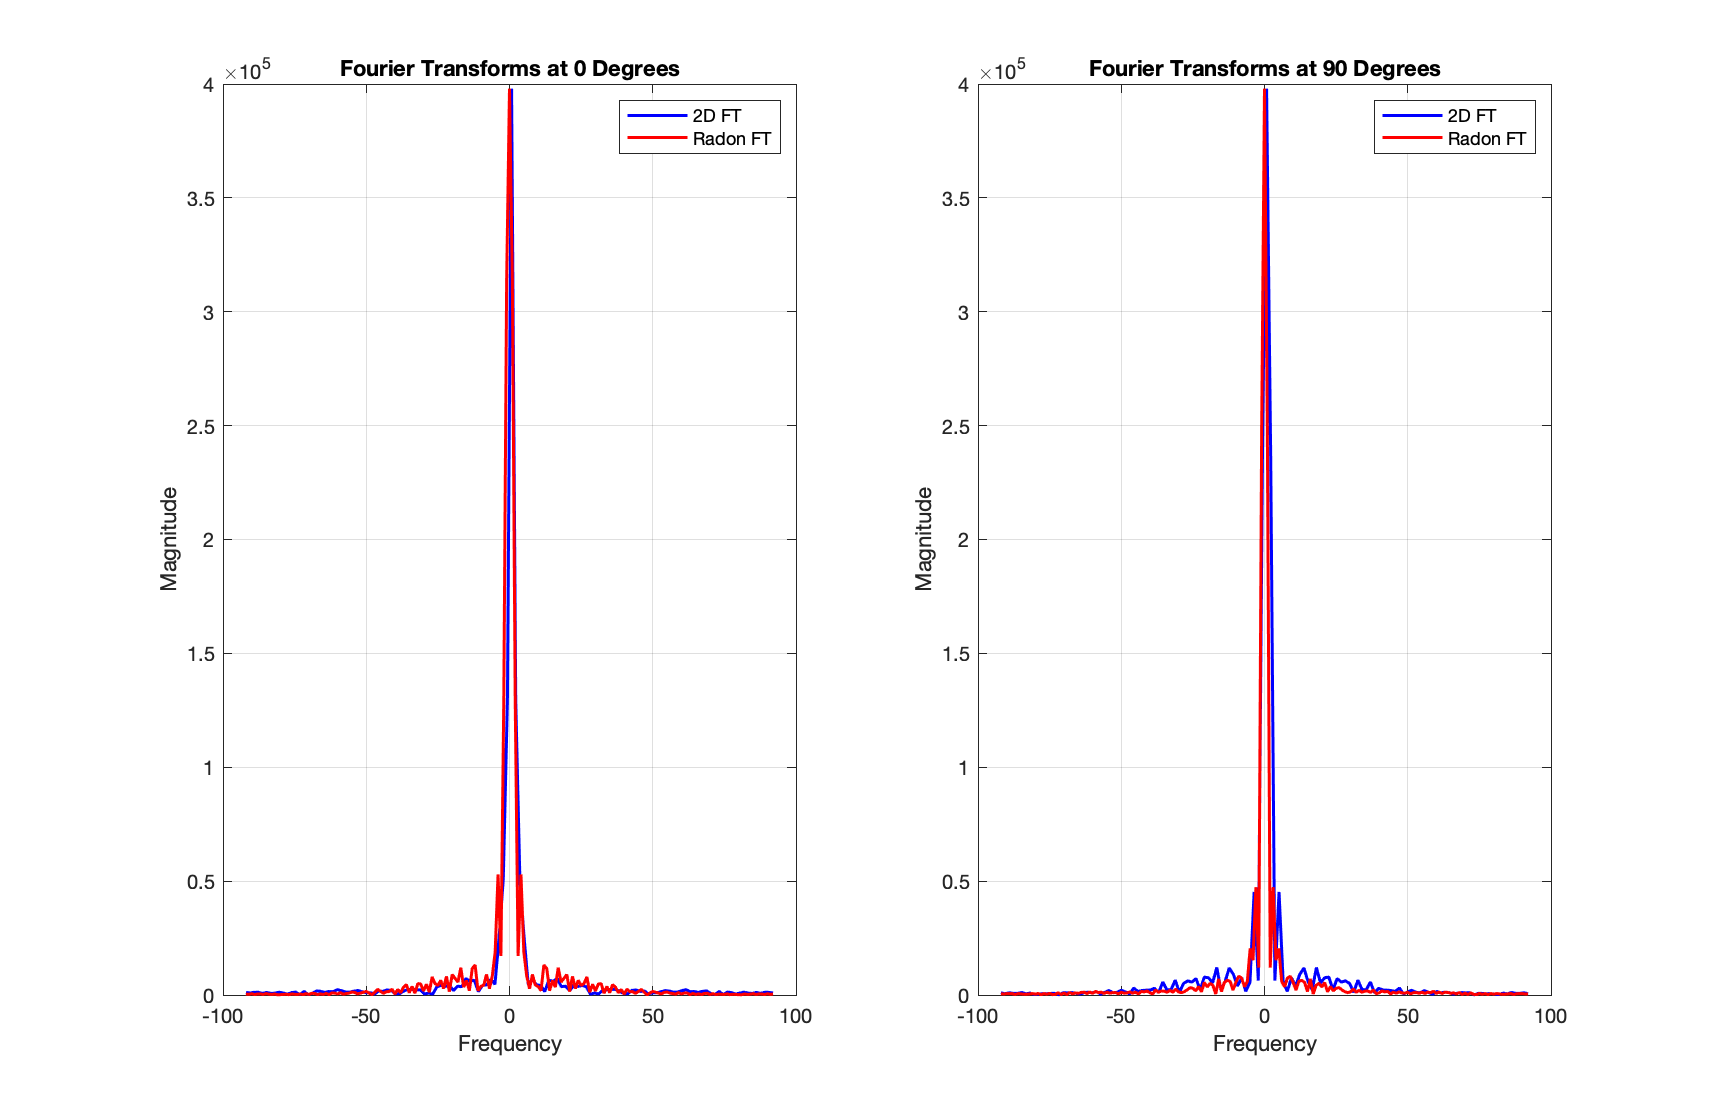 Fourier Transforms at 0 Degrees
×10^5
4
3.5
3
2.5
2
1.5
1
0.5
0
Magnitude
-100 -50 0 50 100
Frequency
2D FT
Radon FT
Fourier Transforms at 90 Degrees
×10^5
4
3.5
3
2.5
2
1.5
1
0.5
0
Magnitude
-100 -50 0 50 100
Frequency
2D FT
Radon FT